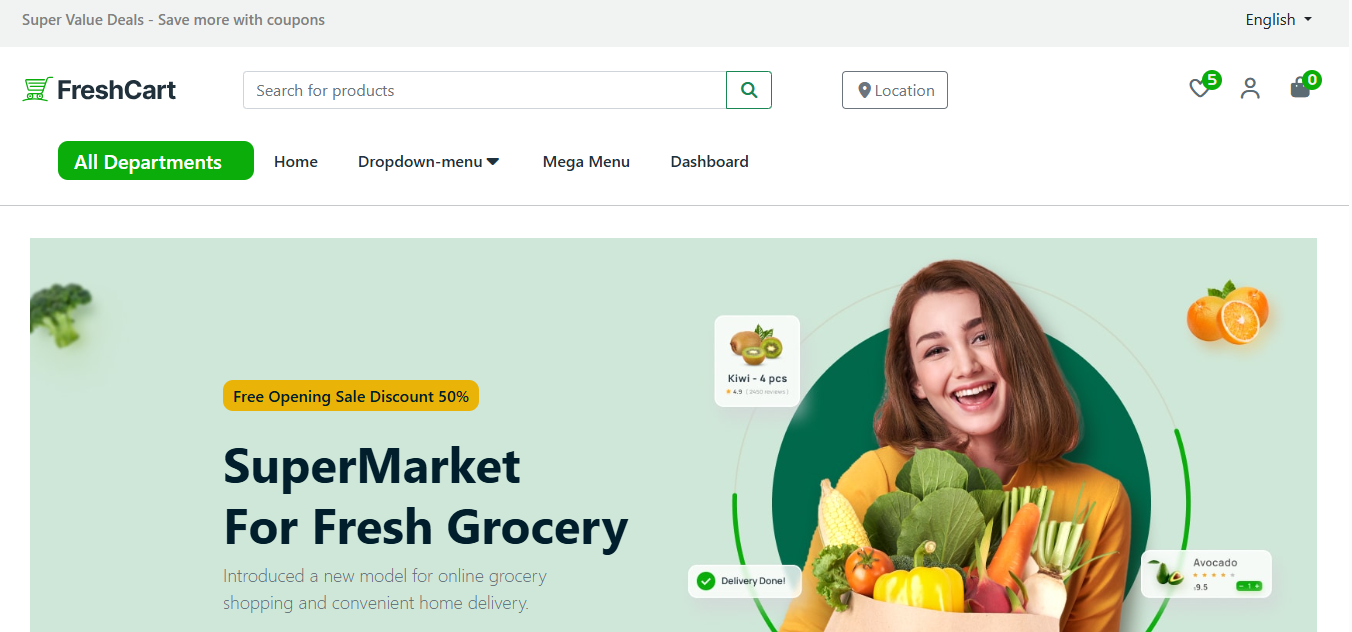 Super Value Deals - Save more with coupons
English
FreshCart
Search for products
Location
5
0
All Departments
Home
Dropdown-menu
Mega Menu
Dashboard
Kiwi - 4 pcs
4.9 (2450 reviews)
Free Opening Sale Discount 50%
SuperMarket
For Fresh Grocery
Introduced a new model for online grocery
shopping and convenient home delivery.
Delivery Done!
Avocado
9.5
- 1 +